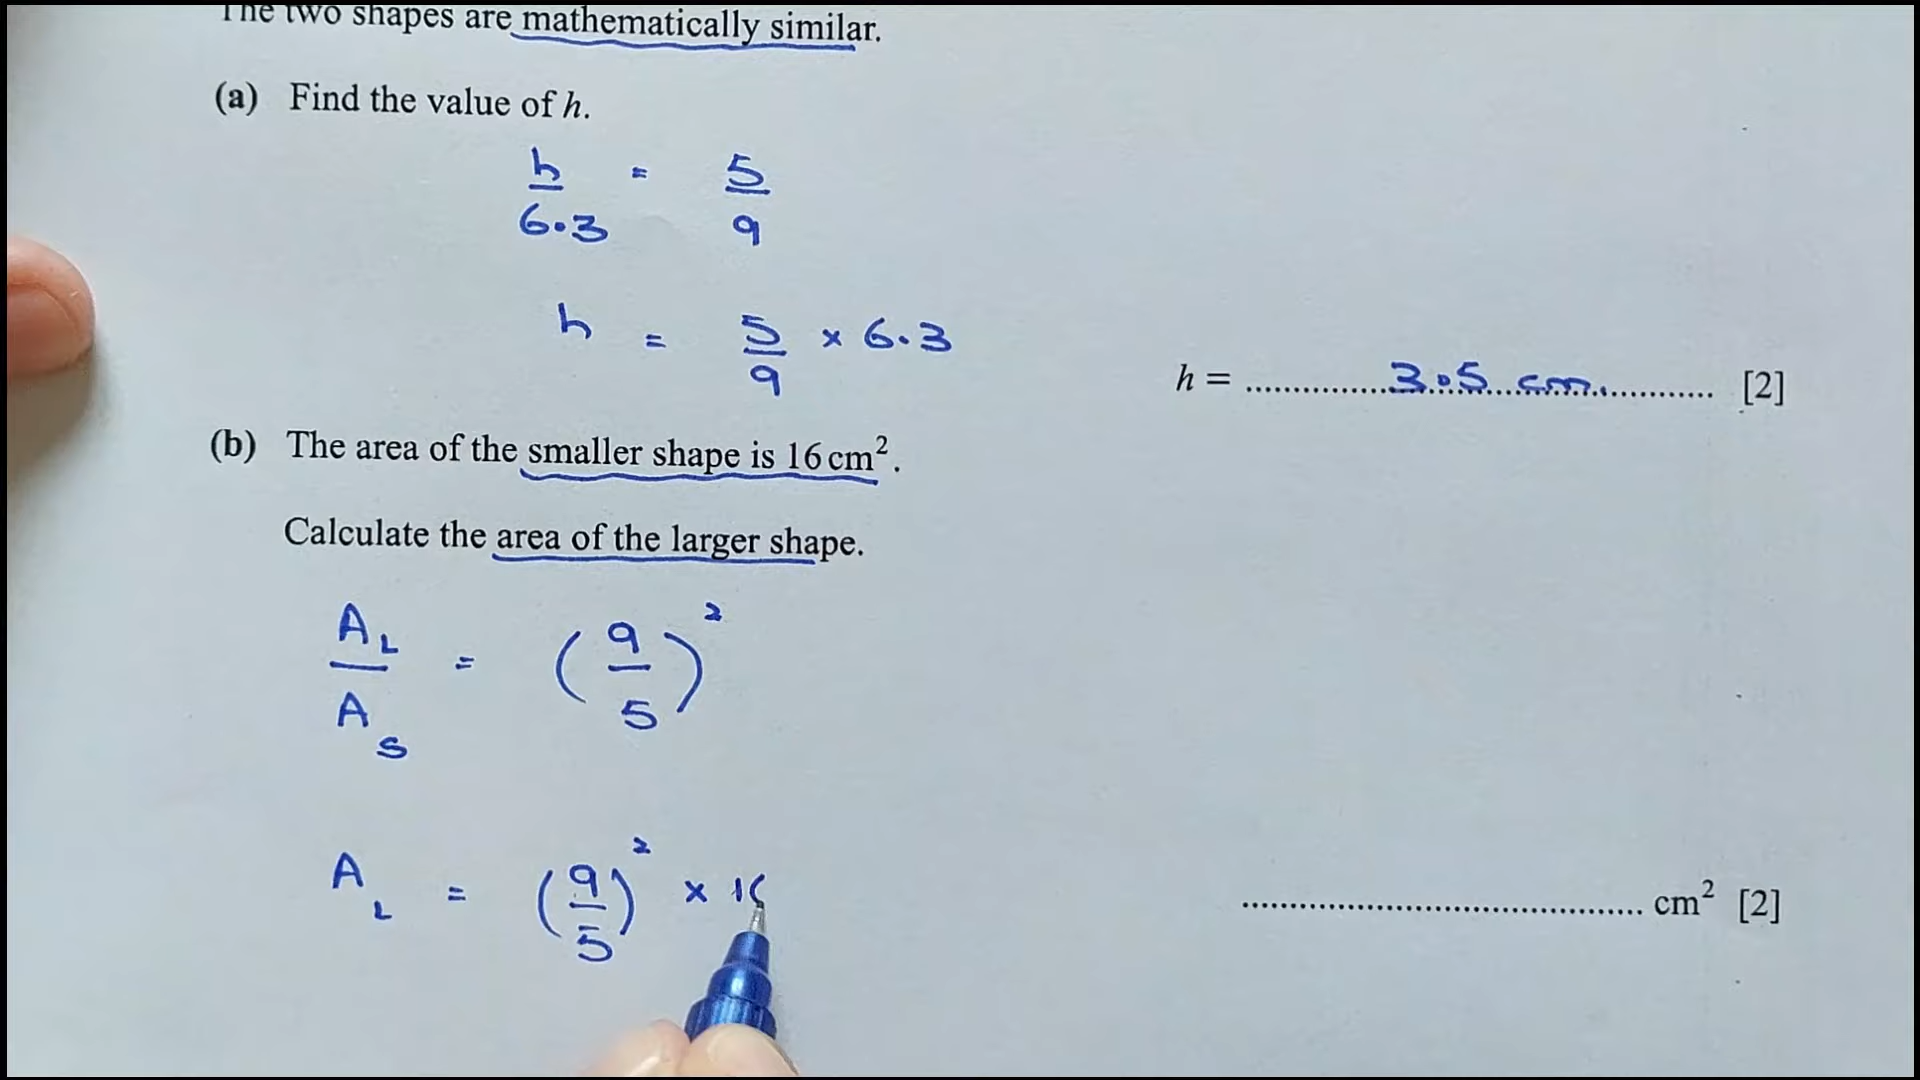 The two shapes are mathematically similar.
(a) Find the value of h.
h/6.3 = 5/9
h = 5/9 × 6.3
h = 3.5 cm. [2]
(b) The area of the smaller shape is 16 cm².
Calculate the area of the larger shape.
A_L/A_S = (9/5)²
A_L = (9/5)² × 16
cm² [2]